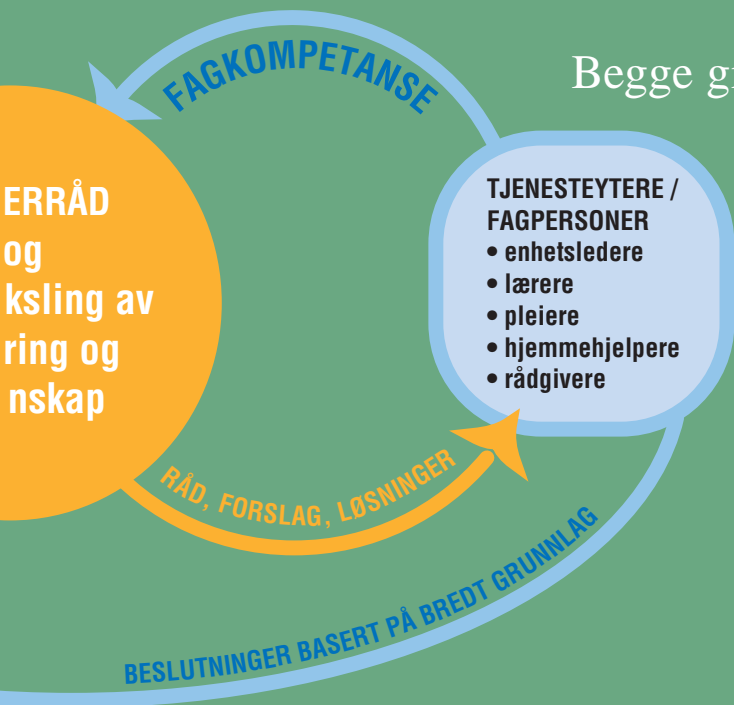 FAGKOMPETANSE
Begge gr
ERRÅD
og
ksling av
ring og
nskap
TJENESTEYTERE /
FAGPERSONER
• enhetsledere
• lærere
• pleiere
• hjemmehjelpere
• rådgivere
RÅD, FORSLAG, LØSNINGER
BESLUTNINGER BASERT PÅ BREDT GRUNNLAG